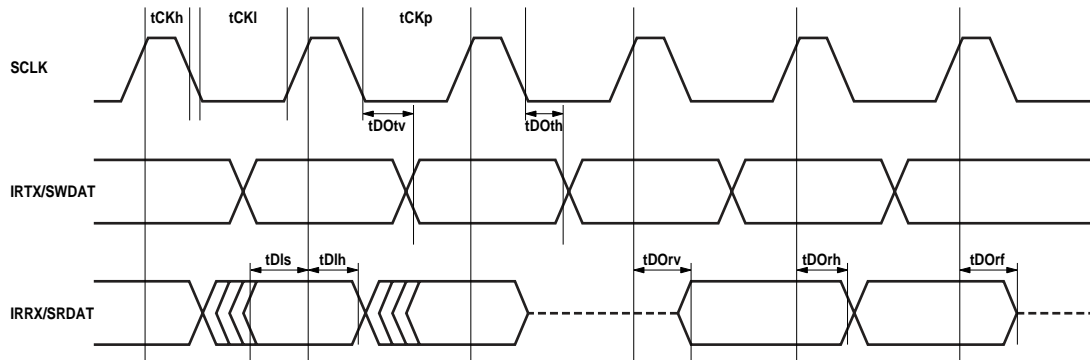 tCKh tCKl tCKp
SCLK
tDOtv tDOth
IRTX/SWDAT
tDIs tDIh tDOrv tDOrh tDOrf
IRRX/SRDAT